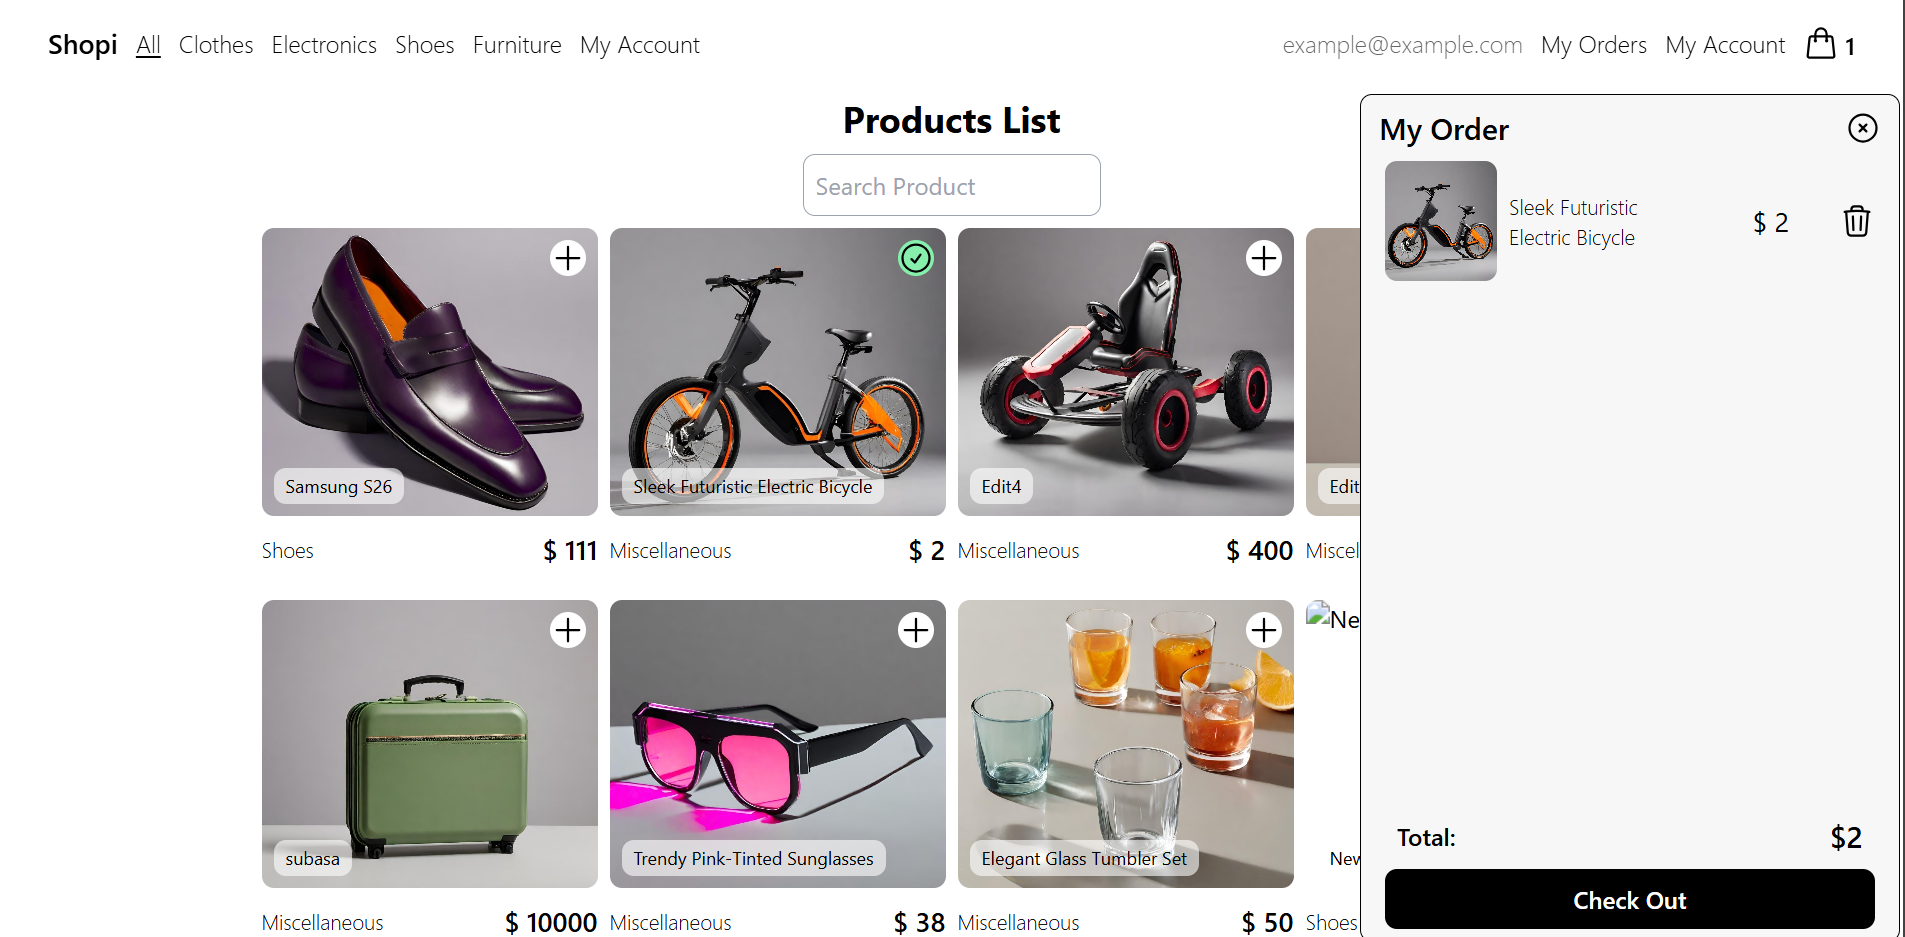 Shopi All Clothes Electronics Shoes Furniture My Account
example@example.com My Orders My Account 1
Products List
Search Product
Samsung S26
Shoes $ 111
Sleek Futuristic Electric Bicycle
Miscellaneous $ 2
Edit4
Miscellaneous $ 400
Edit
Miscel
subasa
Miscellaneous $ 10000
Trendy Pink-Tinted Sunglasses
Miscellaneous $ 38
Elegant Glass Tumbler Set
Miscellaneous $ 50
Ne
New
Shoes
My Order
Sleek Futuristic
Electric Bicycle
$ 2
Total: $2
Check Out